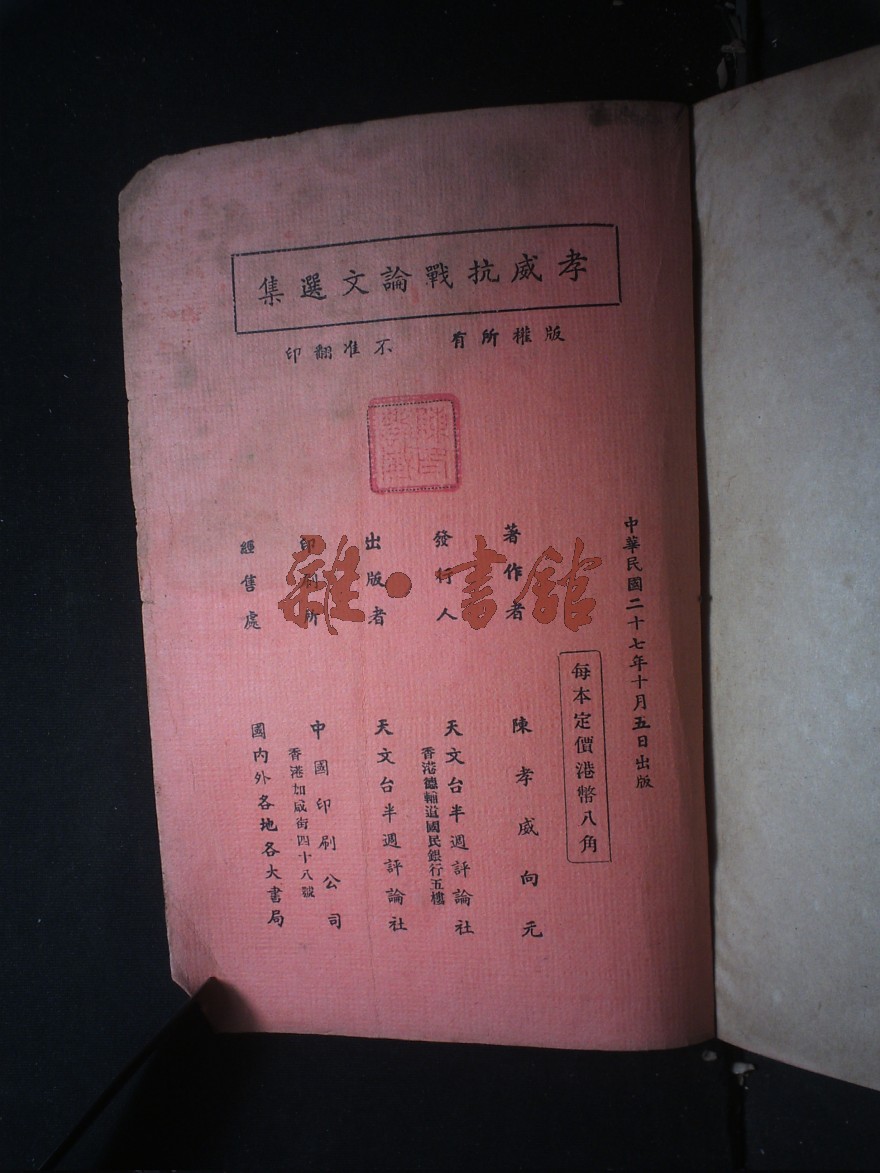 孝威抗戰論文選集
版權所有　不准翻印
中華民國二十七年十月五日出版
每本定價港幣八角
著作者　陳孝威向元
發行人　天文台半週評論社
香港德輔道國民銀行五樓
出版者　天文台半週評論社
印刷所　中國印刷公司
香港加咸街四十八號
經售處　國內外各地各大書局
雜·書館